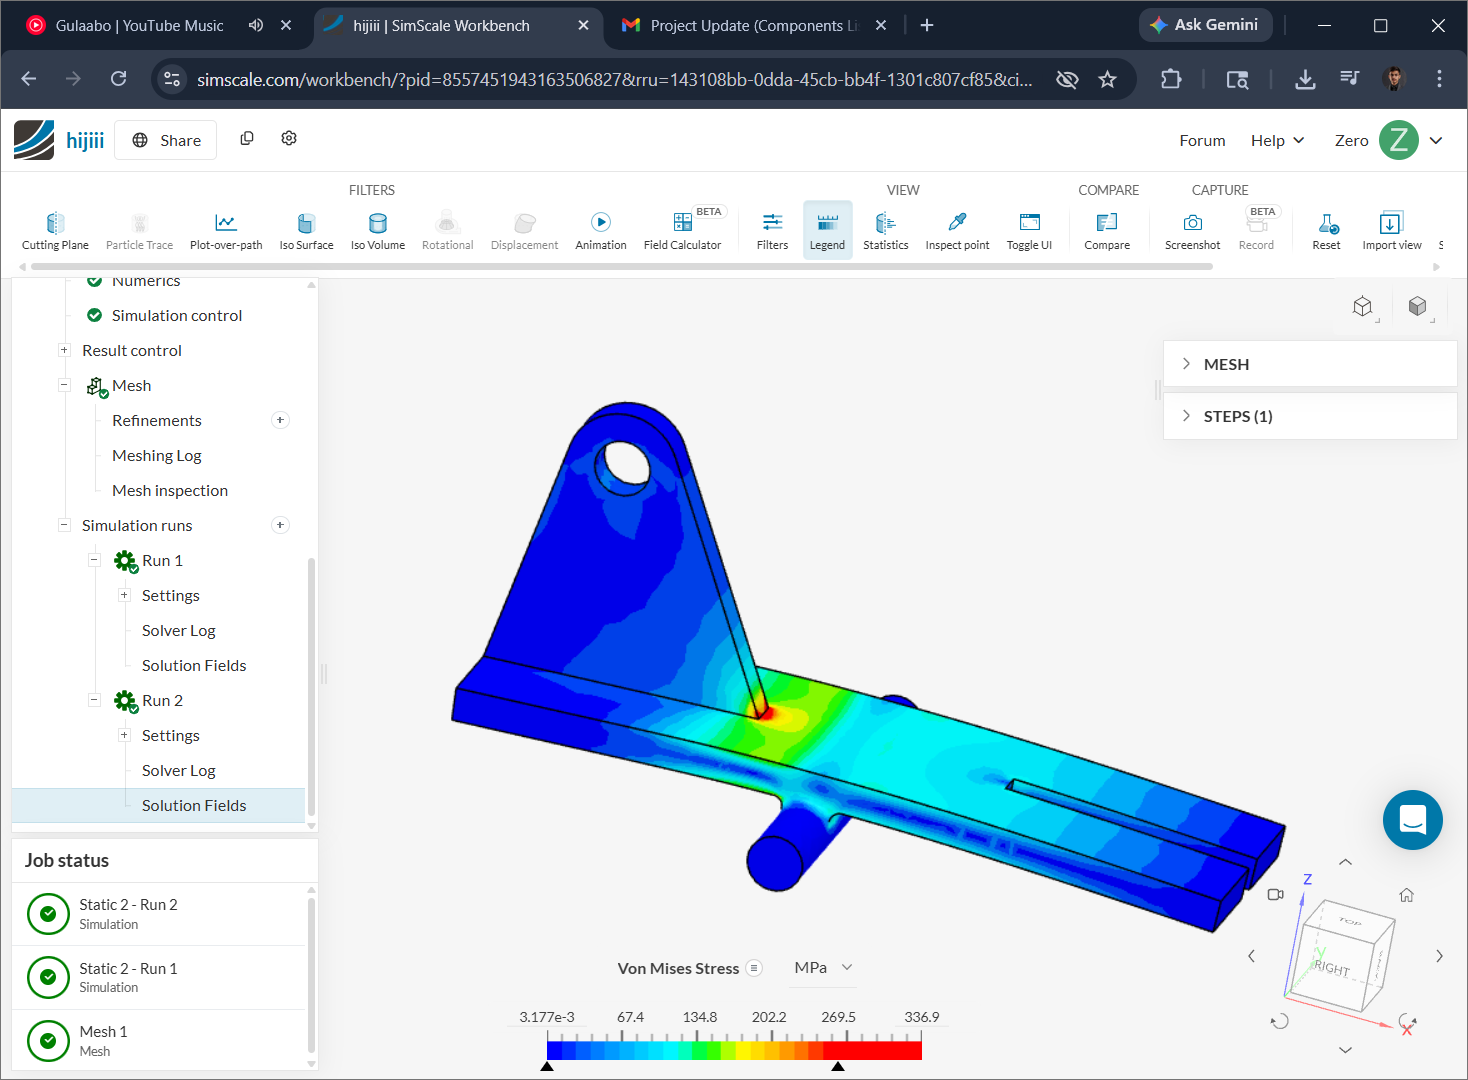 Gulaabo | YouTube Music
hijiii | SimScale Workbench
Project Update (Components Li
Ask Gemini
simscale.com/workbench/?pid=8557451943163506827&rru=143108bb-0dda-45cb-bb4f-1301c807cf85&ci...
hijiii
Share
Forum
Help
Zero
Z
FILTERS
VIEW
COMPARE
CAPTURE
BETA
BETA
Cutting Plane
Particle Trace
Plot-over-path
Iso Surface
Iso Volume
Rotational
Displacement
Animation
Field Calculator
Filters
Legend
Statistics
Inspect point
Toggle UI
Compare
Screenshot
Record
Reset
Import view
S
Numerics
Simulation control
Result control
Mesh
Refinements
Meshing Log
Mesh inspection
Simulation runs
Run 1
Settings
Solver Log
Solution Fields
Run 2
Settings
Solver Log
Solution Fields
Job status
Static 2 - Run 2
Simulation
Static 2 - Run 1
Simulation
Mesh 1
Mesh
MESH
STEPS (1)
Von Mises Stress
MPa
3.177e-3
67.4
134.8
202.2
269.5
336.9
Z
TOP
Y
RIGHT
X